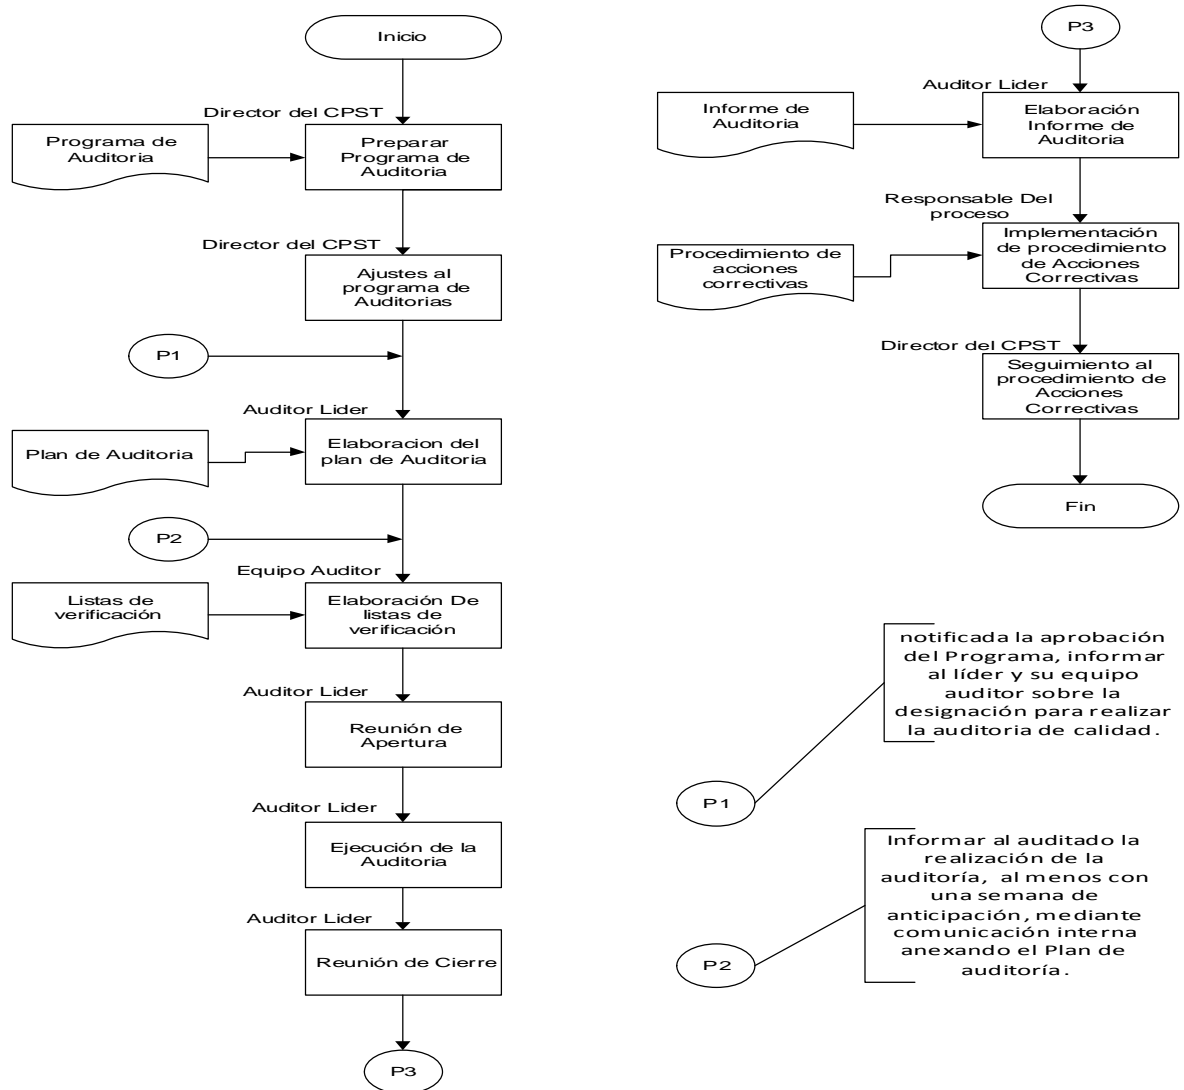 Inicio
Director del CPST
Programa de
Auditoria
Preparar
Programa de
Auditoria
Director del CPST
Ajustes al
programa de
Auditorias
P1
Auditor Lider
Plan de Auditoria
Elaboracion del
plan de Auditoria
P2
Equipo Auditor
Listas de
verificación
Elaboración De
listas de
verificación
Auditor Lider
Reunión de
Apertura
Auditor Lider
Ejecución de la
Auditoria
Auditor Lider
Reunión de Cierre
P3
P3
Auditor Lider
Informe de
Auditoria
Elaboración
Informe de
Auditoria
Responsable Del
proceso
Procedimiento de
acciones
correctivas
Implementación
de procedimiento
de Acciones
Correctivas
Director del CPST
Seguimiento al
procedimiento de
Acciones
Correctivas
Fin
notificada la aprobación
del Programa, informar
al líder y su equipo
auditor sobre la
designación para realizar
la auditoria de calidad.
P1
Informar al auditado la
realización de la
auditoría, al menos con
una semana de
anticipación, mediante
comunicación interna
anexando el Plan de
auditoría.
P2